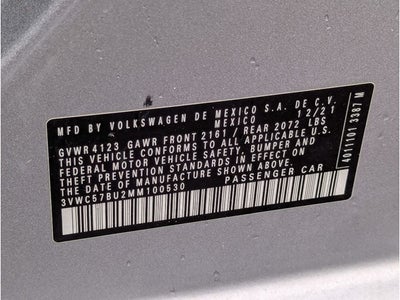 MFD BY VOLKSWAGEN DE MEXICO S.A. DE C.V.
MEXICO 12/21
GVWR 4123 GAWR FRONT 2161 / REAR 2072 LBS
THIS VEHICLE CONFORMS TO ALL APPLICABLE U.S.
FEDERAL MOTOR VEHICLE SAFETY, BUMPER AND
THEFT PREVENTION STANDARDS IN EFFECT ON
THE DATE OF MANUFACTURE SHOWN ABOVE.
3VWC57BU2MM100530
PASSENGER CAR
40111101 3387 M